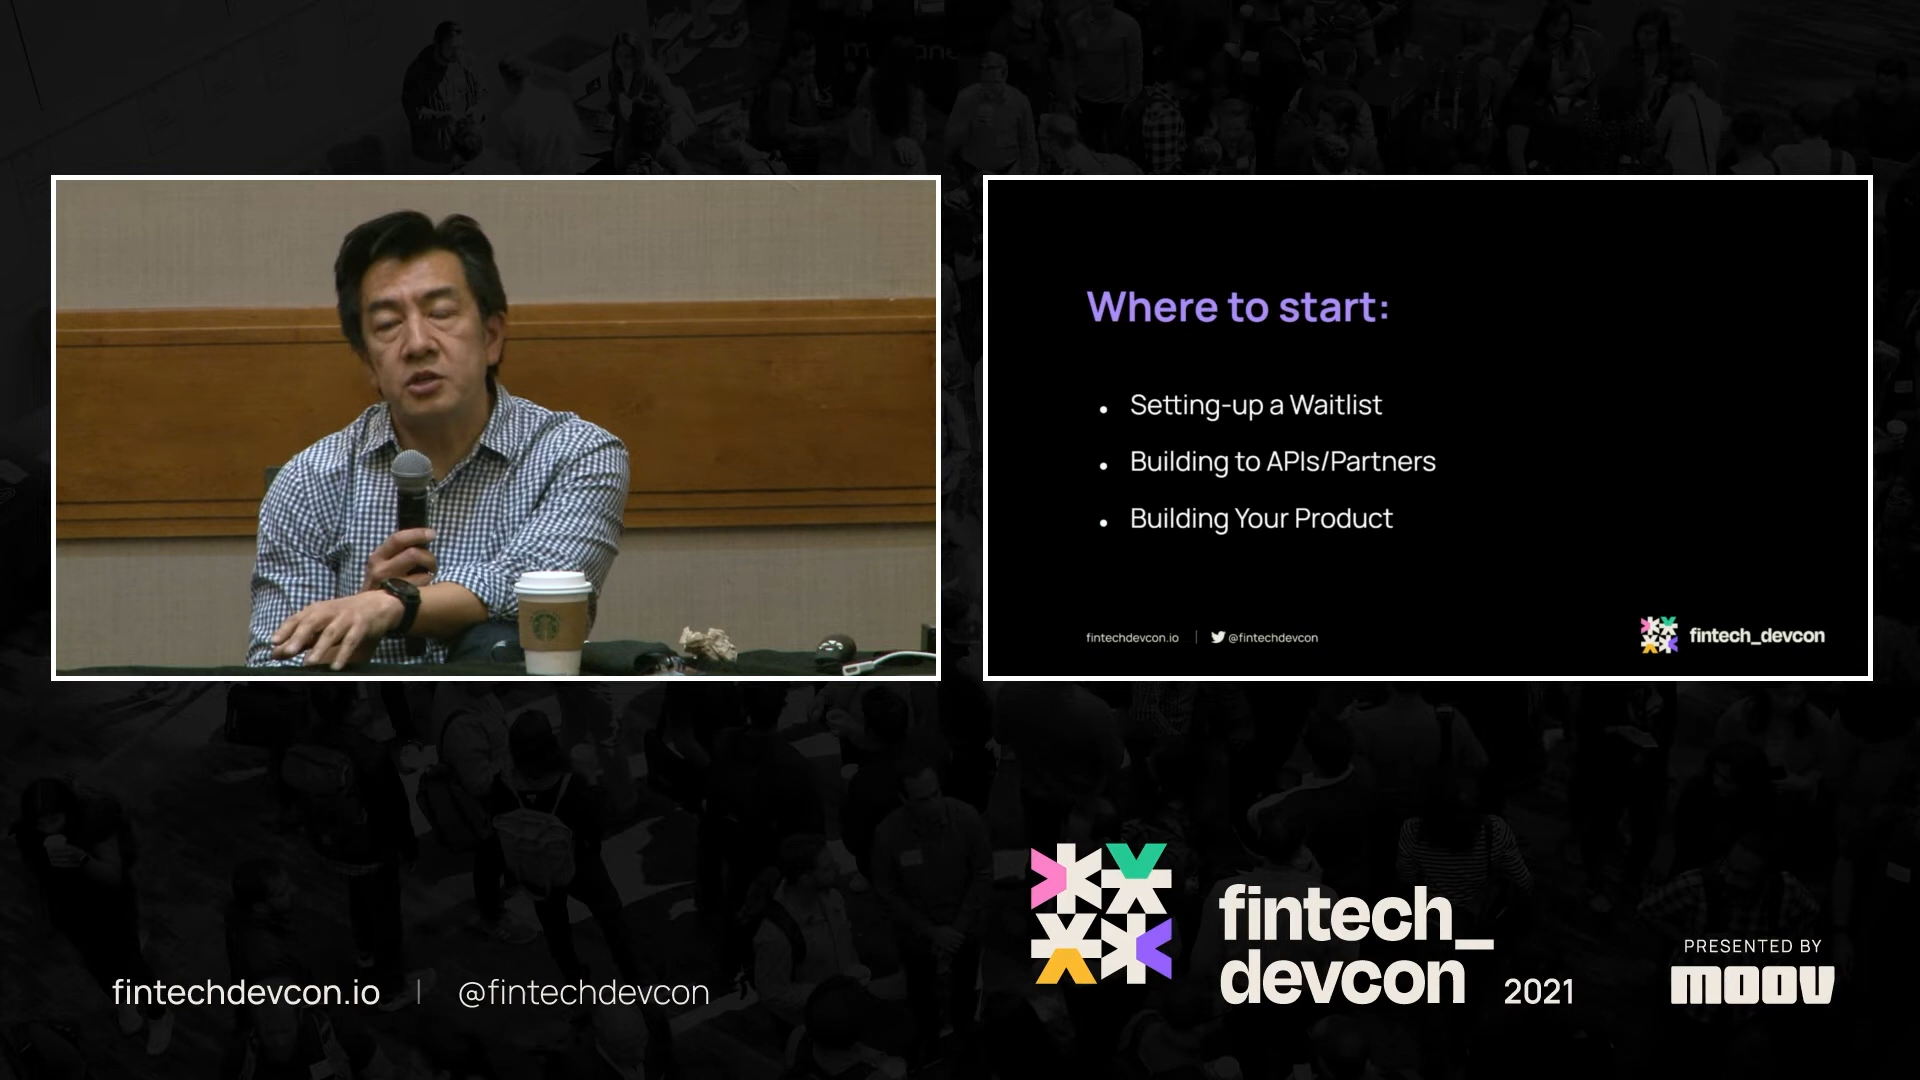 Where to start:
• Setting-up a Waitlist
• Building to APIs/Partners
• Building Your Product
fintechdevcon.io | @fintechdevcon
fintech_devcon
fintechdevcon.io | @fintechdevcon
fintech_
devcon 2021
PRESENTED BY
moov